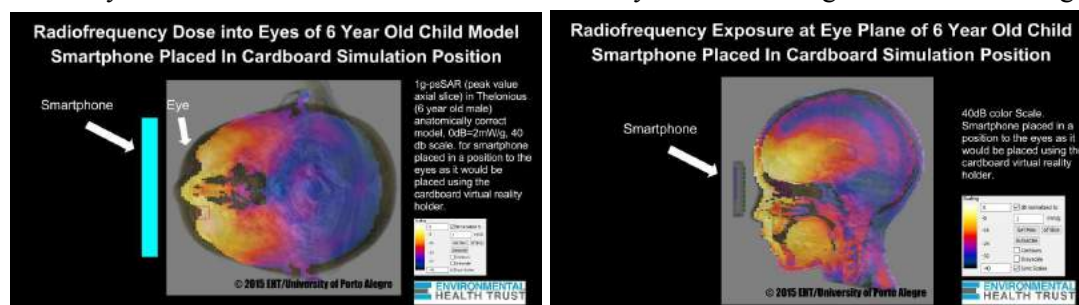 Radiofrequency Dose into Eyes of 6 Year Old Child Model
Smartphone Placed In Cardboard Simulation Position
Smartphone
Eye
1g-psSAR (peak value
axial slice) in Thelonious
(6 year old male)
anatomically correct
model, 0dB=2mW/g, 40
db scale. for smartphone
placed in a position to the
eyes as it would be
placed using the
cardboard virtual reality
holder.
© 2015 EHT/University of Porto Alegre
ENVIRONMENTAL
HEALTH TRUST
Radiofrequency Exposure at Eye Plane of 6 Year Old Child
Smartphone Placed In Cardboard Simulation Position
Smartphone
40dB color Scale.
Smartphone placed in a
position to the eyes as it
would be placed using the
cardboard virtual reality
holder.
© 2015 EHT/University of Porto Alegre
ENVIRONMENTAL
HEALTH TRUST